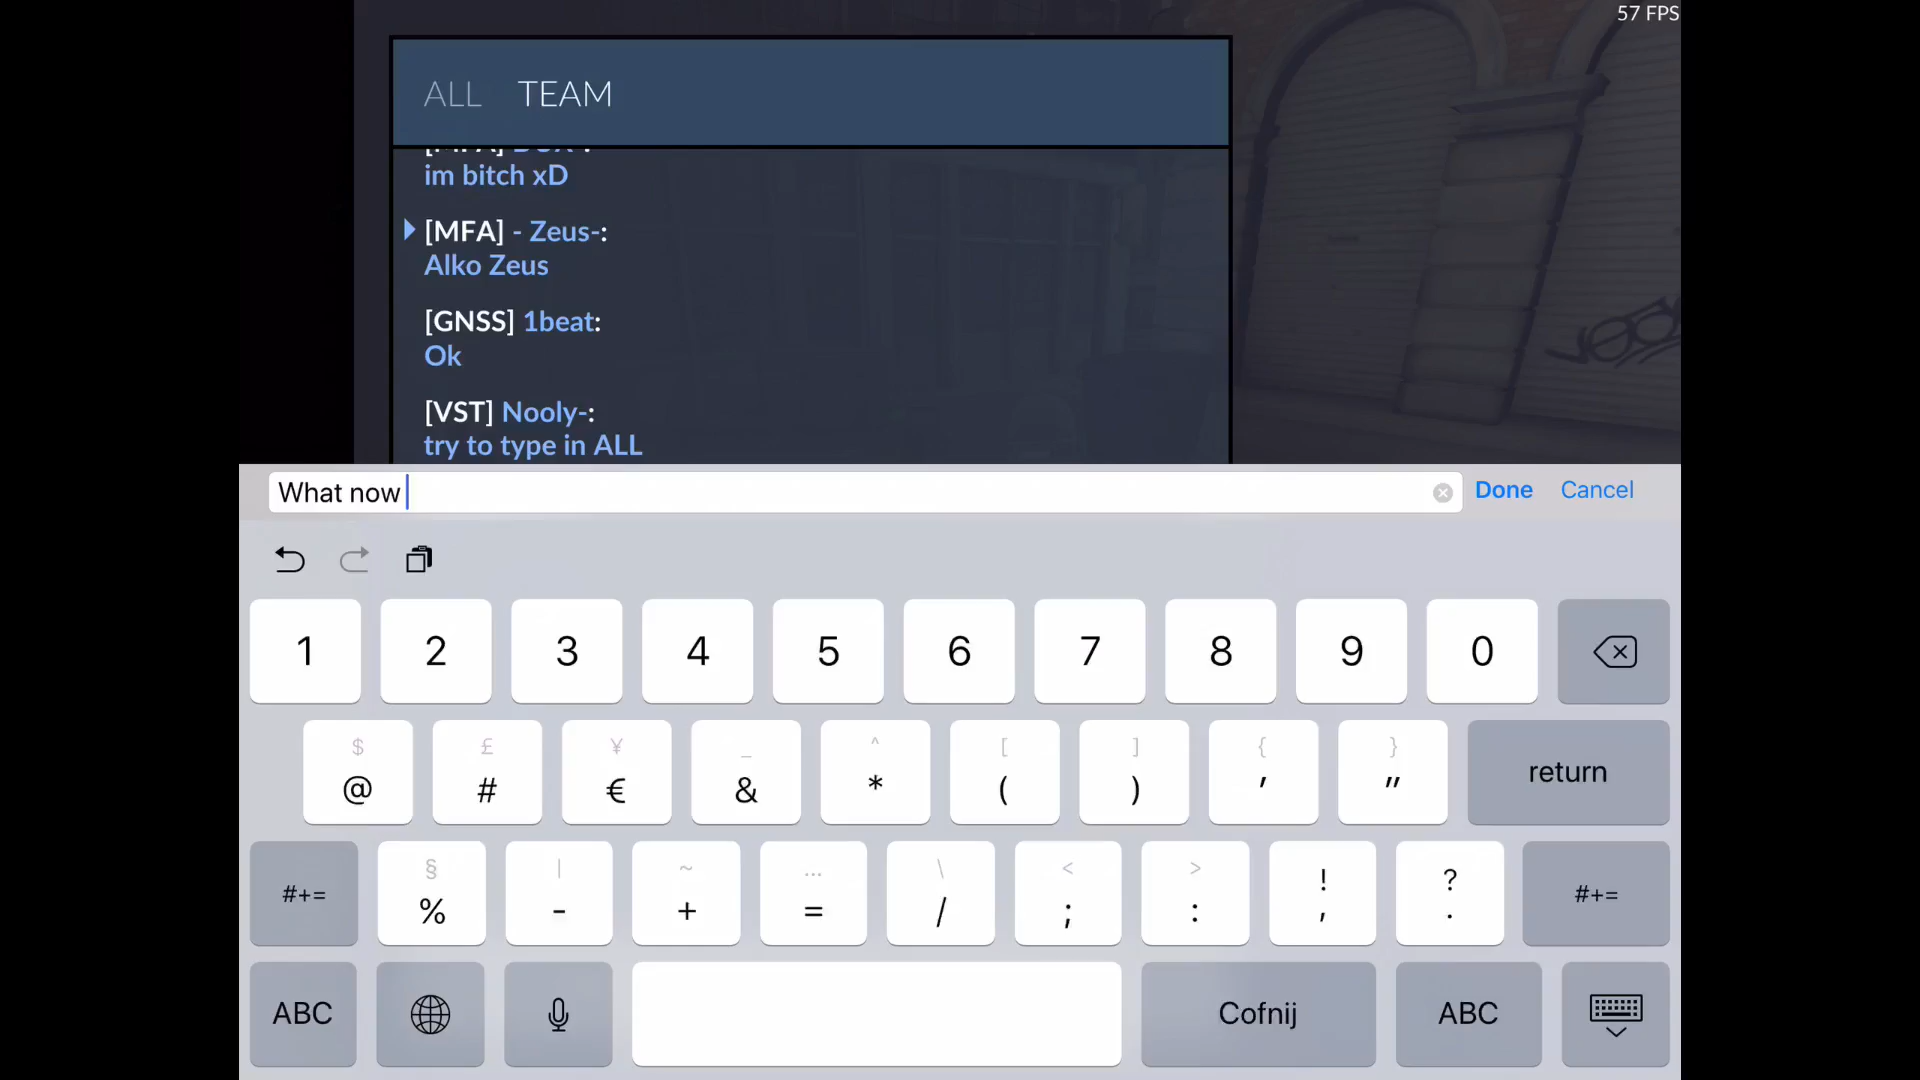 57 FPS
ALL TEAM
im bitch xD
[MFA] - Zeus-:
Alko Zeus
[GNSS] 1beat:
Ok
[VST] Nooly-:
try to type in ALL
What now
Done Cancel
1 2 3 4 5 6 7 8 9 0
$ £ ¥ _ ^ [ ] { }
@ # € & * ( ) ' "
return
§ | ~ … \ < > ! ?
#+= % - + = / ; : , . #+=
ABC Cofnij ABC